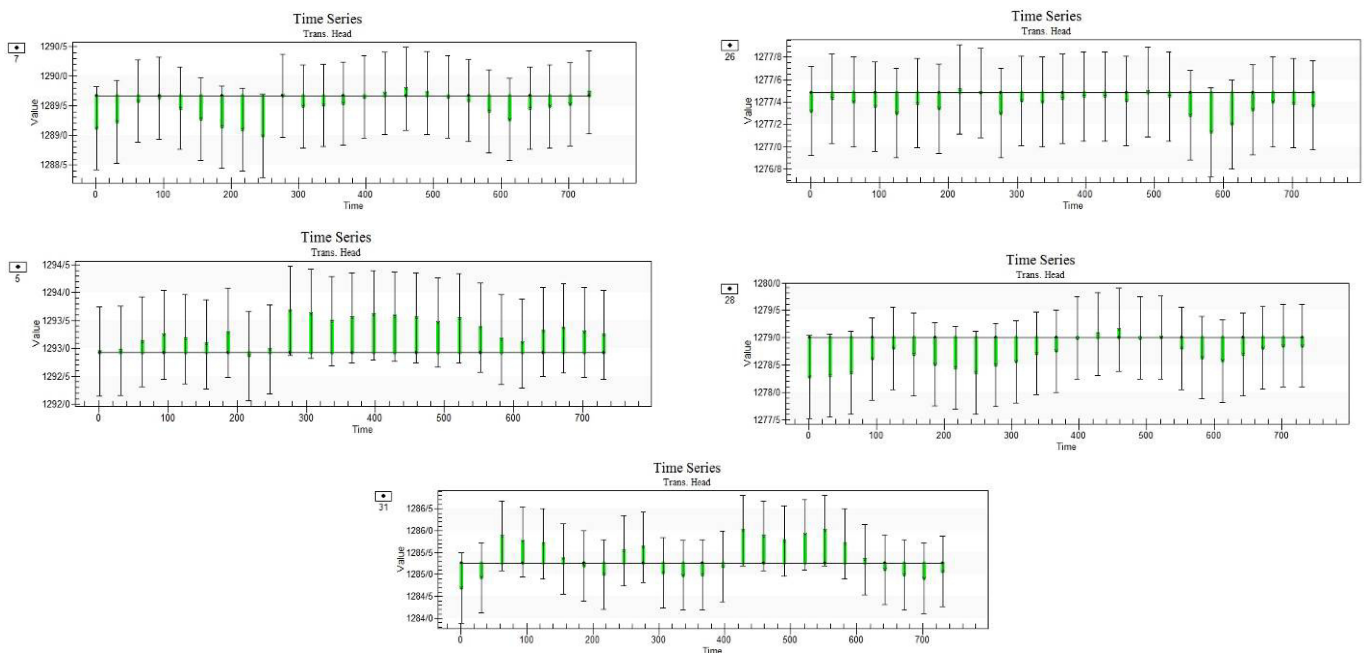 Time Series
Trans. Head
7
Value
1290/5
1290/0
1289/5
1289/0
1288/5
0 100 200 300 400 500 600 700
Time
Time Series
Trans. Head
26
Value
1277/8
1277/6
1277/4
1277/2
1277/0
1276/8
0 100 200 300 400 500 600 700
Time
Time Series
Trans. Head
5
Value
1294/5
1294/0
1293/5
1293/0
1292/5
1292/0
0 100 200 300 400 500 600 700
Time
Time Series
Trans. Head
28
Value
1280/0
1279/5
1279/0
1278/5
1278/0
1277/5
0 100 200 300 400 500 600 700
Time
Time Series
Trans. Head
31
Value
1286/5
1286/0
1285/5
1285/0
1284/5
1284/0
0 100 200 300 400 500 600 700
Time